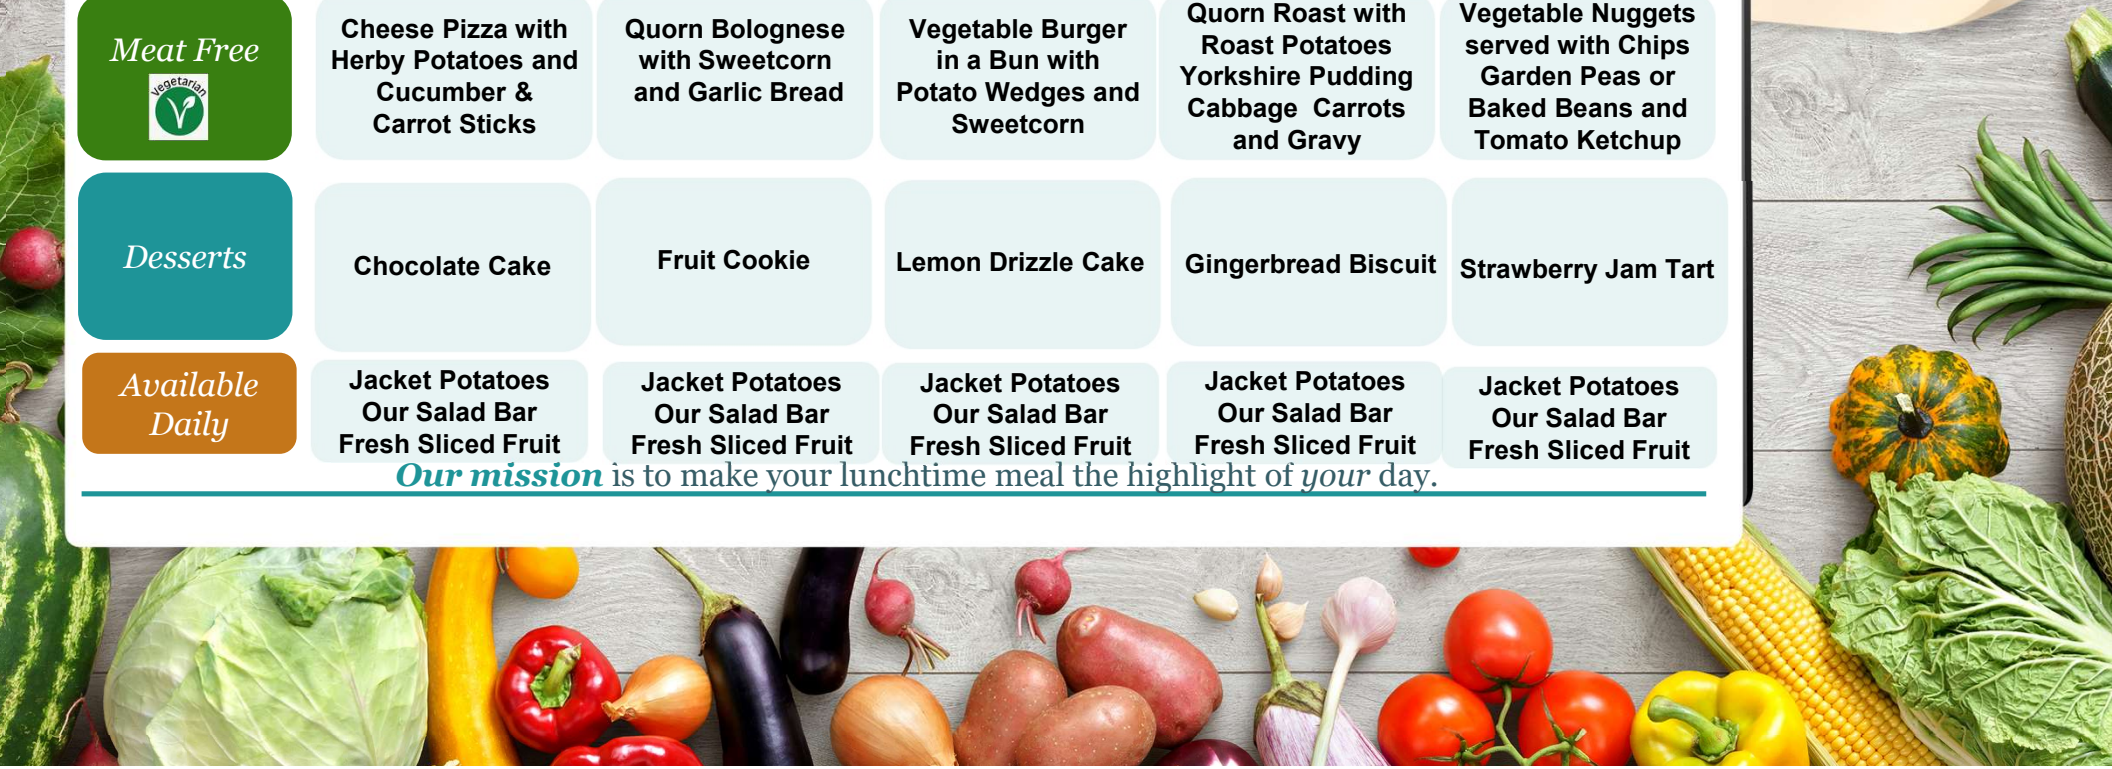 Meat Free
Vegetarian
V
Cheese Pizza with
Herby Potatoes and
Cucumber &
Carrot Sticks
Quorn Bolognese
with Sweetcorn
and Garlic Bread
Vegetable Burger
in a Bun with
Potato Wedges and
Sweetcorn
Quorn Roast with
Roast Potatoes
Yorkshire Pudding
Cabbage  Carrots
and Gravy
Vegetable Nuggets
served with Chips
Garden Peas or
Baked Beans and
Tomato Ketchup
Desserts
Chocolate Cake
Fruit Cookie
Lemon Drizzle Cake
Gingerbread Biscuit
Strawberry Jam Tart
Available
Daily
Jacket Potatoes
Our Salad Bar
Fresh Sliced Fruit
Jacket Potatoes
Our Salad Bar
Fresh Sliced Fruit
Jacket Potatoes
Our Salad Bar
Fresh Sliced Fruit
Jacket Potatoes
Our Salad Bar
Fresh Sliced Fruit
Jacket Potatoes
Our Salad Bar
Fresh Sliced Fruit
Our mission is to make your lunchtime meal the highlight of your day.